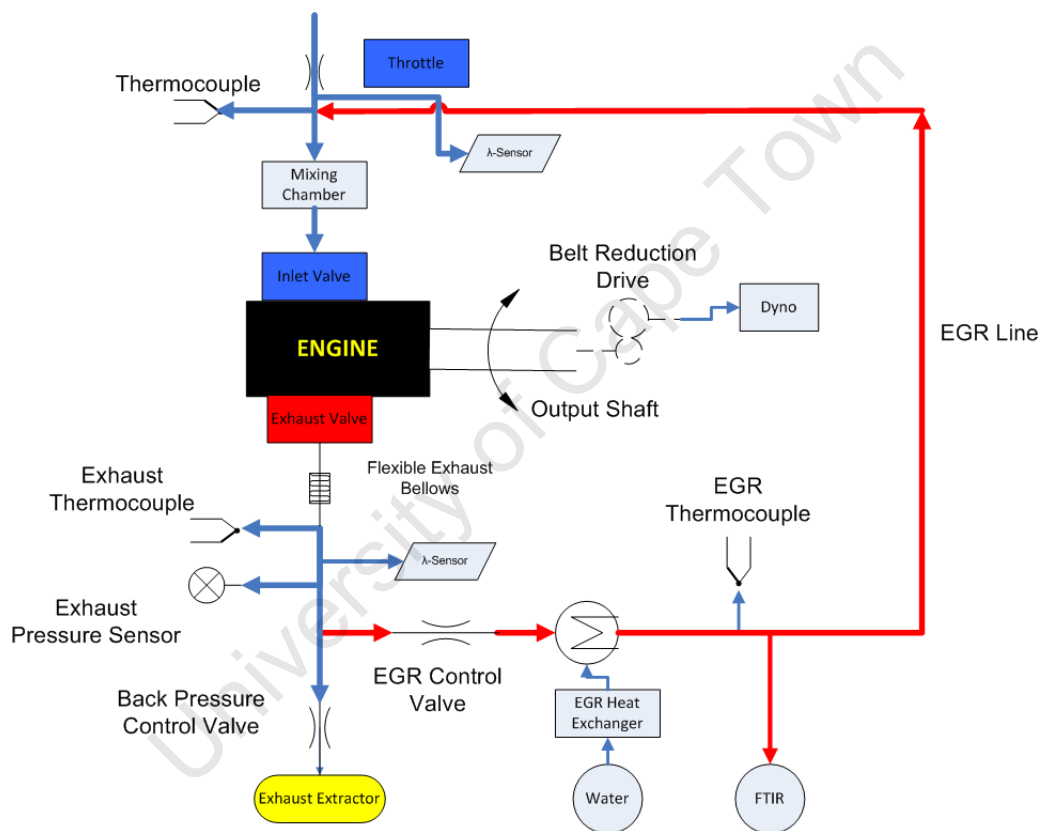 Throttle
Thermocouple
λ-Sensor
Mixing
Chamber
Inlet Valve
Belt Reduction
Drive
Dyno
ENGINE
EGR Line
Output Shaft
Exhaust Valve
Flexible Exhaust
Bellows
Exhaust
Thermocouple
EGR
Thermocouple
λ-Sensor
Exhaust
Pressure Sensor
EGR Control
Valve
Back Pressure
Control Valve
EGR Heat
Exchanger
Exhaust Extractor
Water
FTIR
University of Cape Town